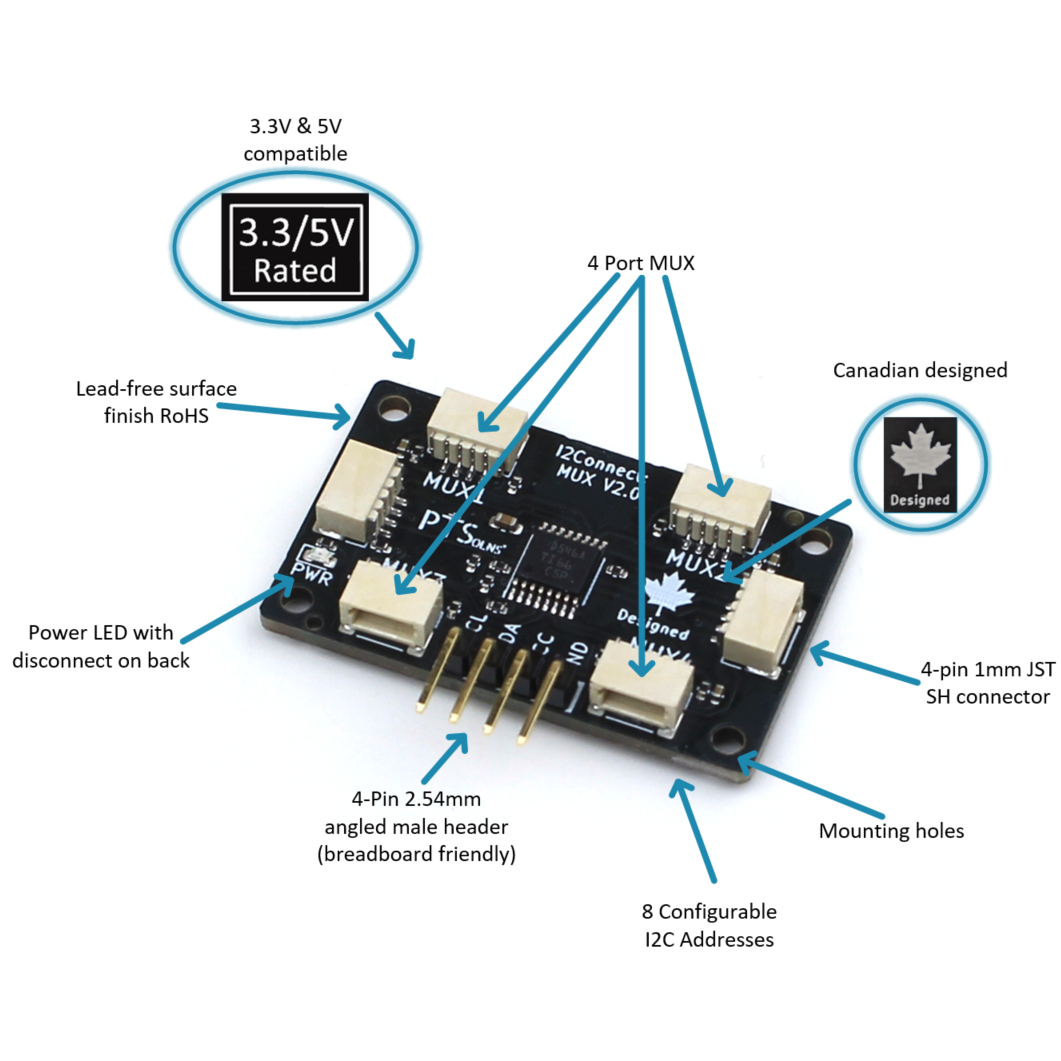 3.3V & 5V
compatible
3.3/5V
Rated
4 Port MUX
Canadian designed
Designed
Lead-free surface
finish RoHS
I2Connect
MUX V2.0
MUX1
PTSOLNS
PWR
Designed
Power LED with
disconnect on back
4-pin 1mm JST
SH connector
4-Pin 2.54mm
angled male header
(breadboard friendly)
Mounting holes
8 Configurable
I2C Addresses